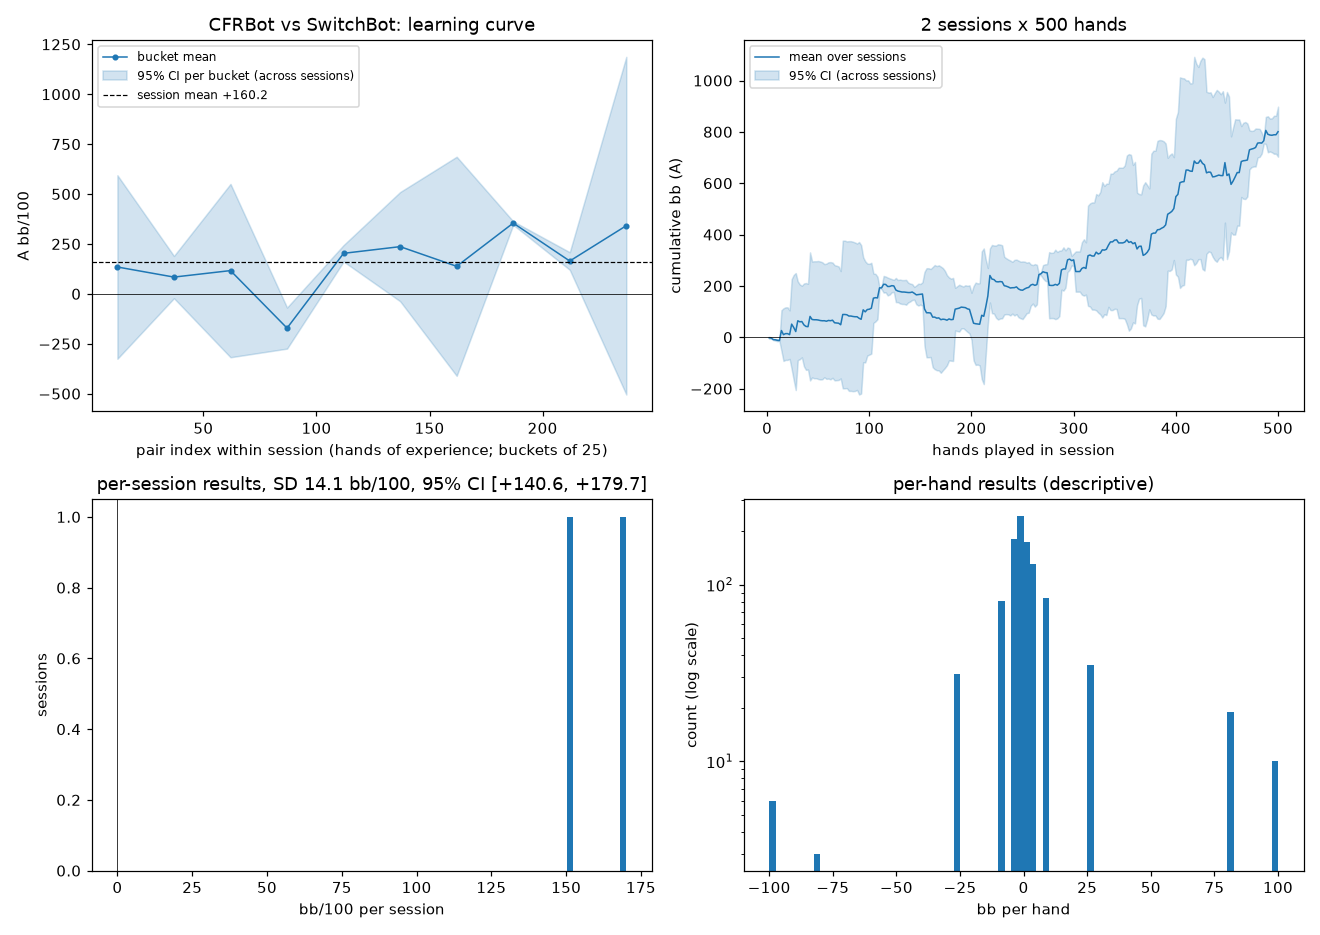 CFRBot vs SwitchBot: learning curve
bucket mean
95% CI per bucket (across sessions)
session mean +160.2
1250
1000
750
500
250
0
−250
−500
A bb/100
50
100
150
200
pair index within session (hands of experience; buckets of 25)
2 sessions x 500 hands
mean over sessions
95% CI (across sessions)
1000
800
600
400
200
0
−200
cumulative bb (A)
0
100
200
300
400
500
hands played in session
per-session results, SD 14.1 bb/100, 95% CI [+140.6, +179.7]
1.0
0.8
0.6
0.4
0.2
0.0
sessions
0
25
50
75
100
125
150
175
bb/100 per session
per-hand results (descriptive)
10²
10¹
count (log scale)
−100
−75
−50
−25
0
25
50
75
100
bb per hand